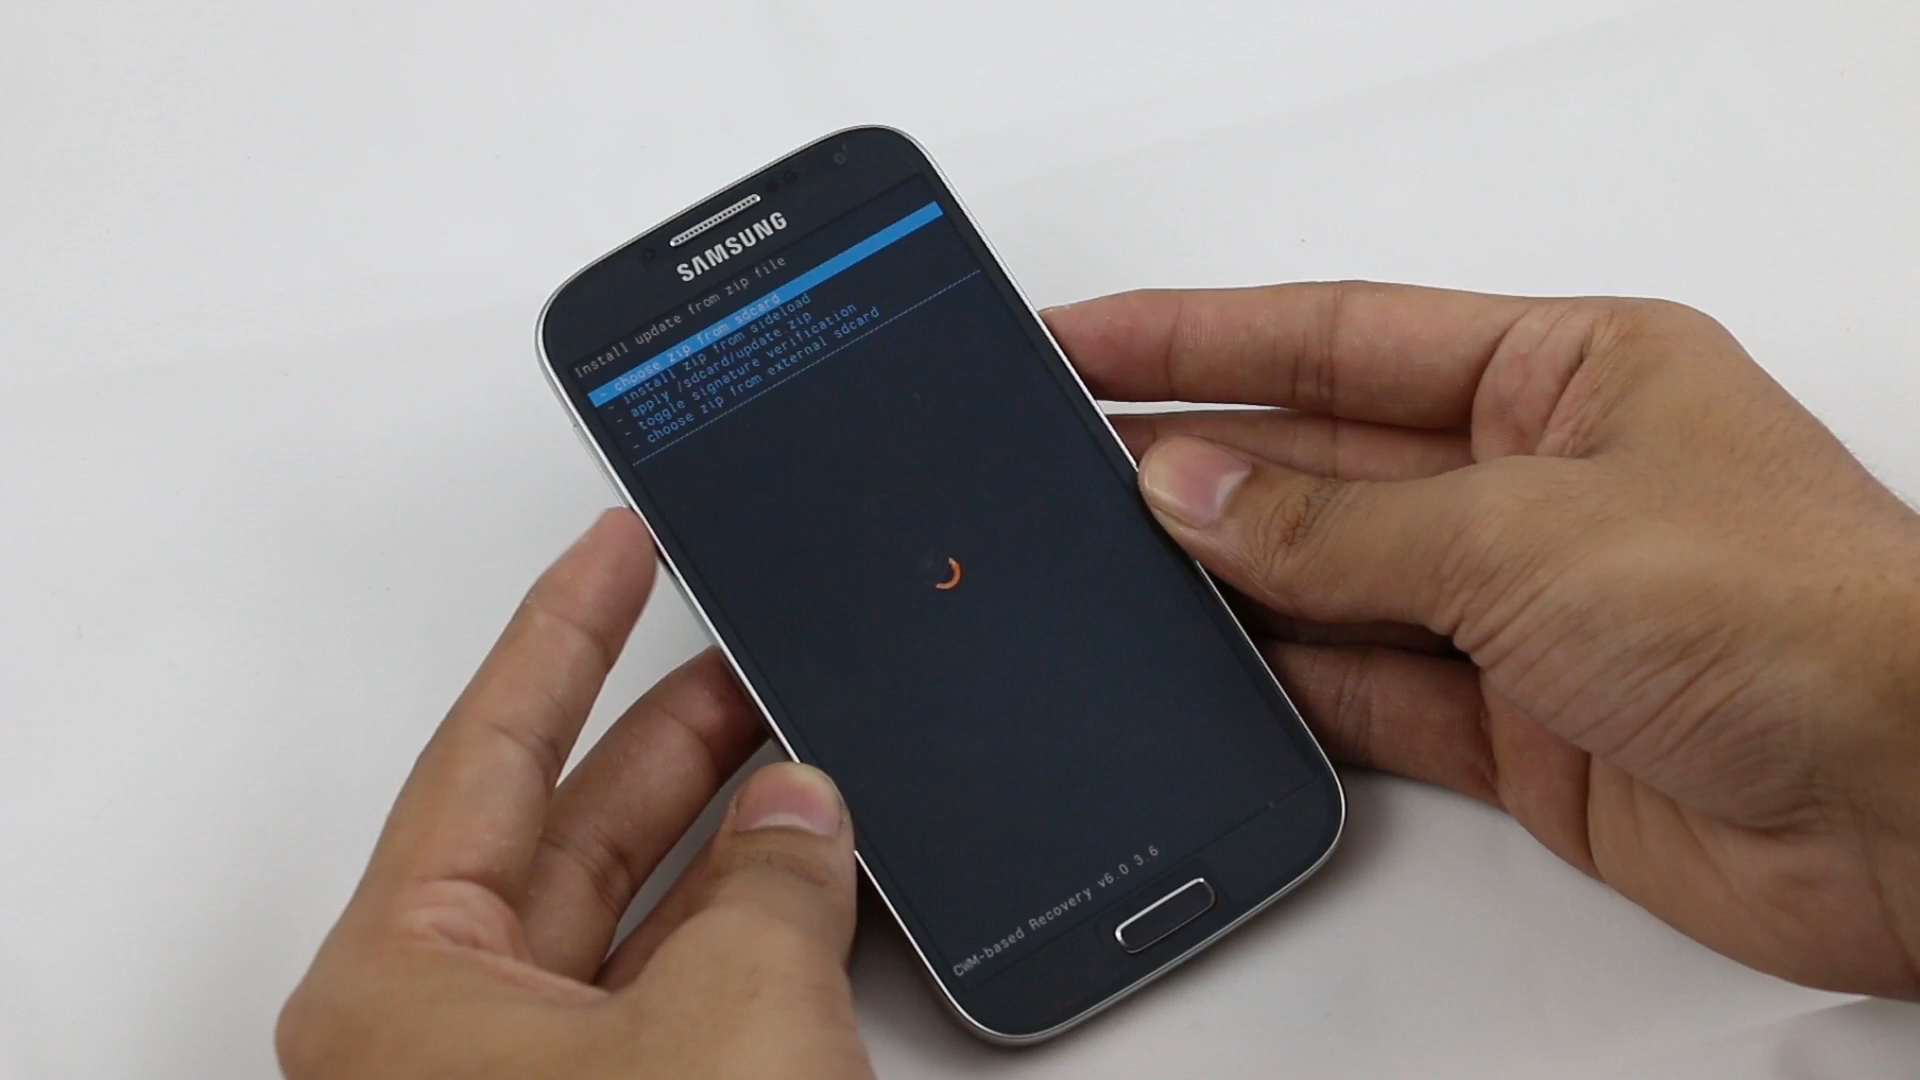 SAMSUNG
Install update from zip file
- choose zip from sdcard
- install zip from sideload
- apply /sdcard/update.zip
- toggle signature verification
- choose zip from external sdcard
CWM-based Recovery v6.0.3.6